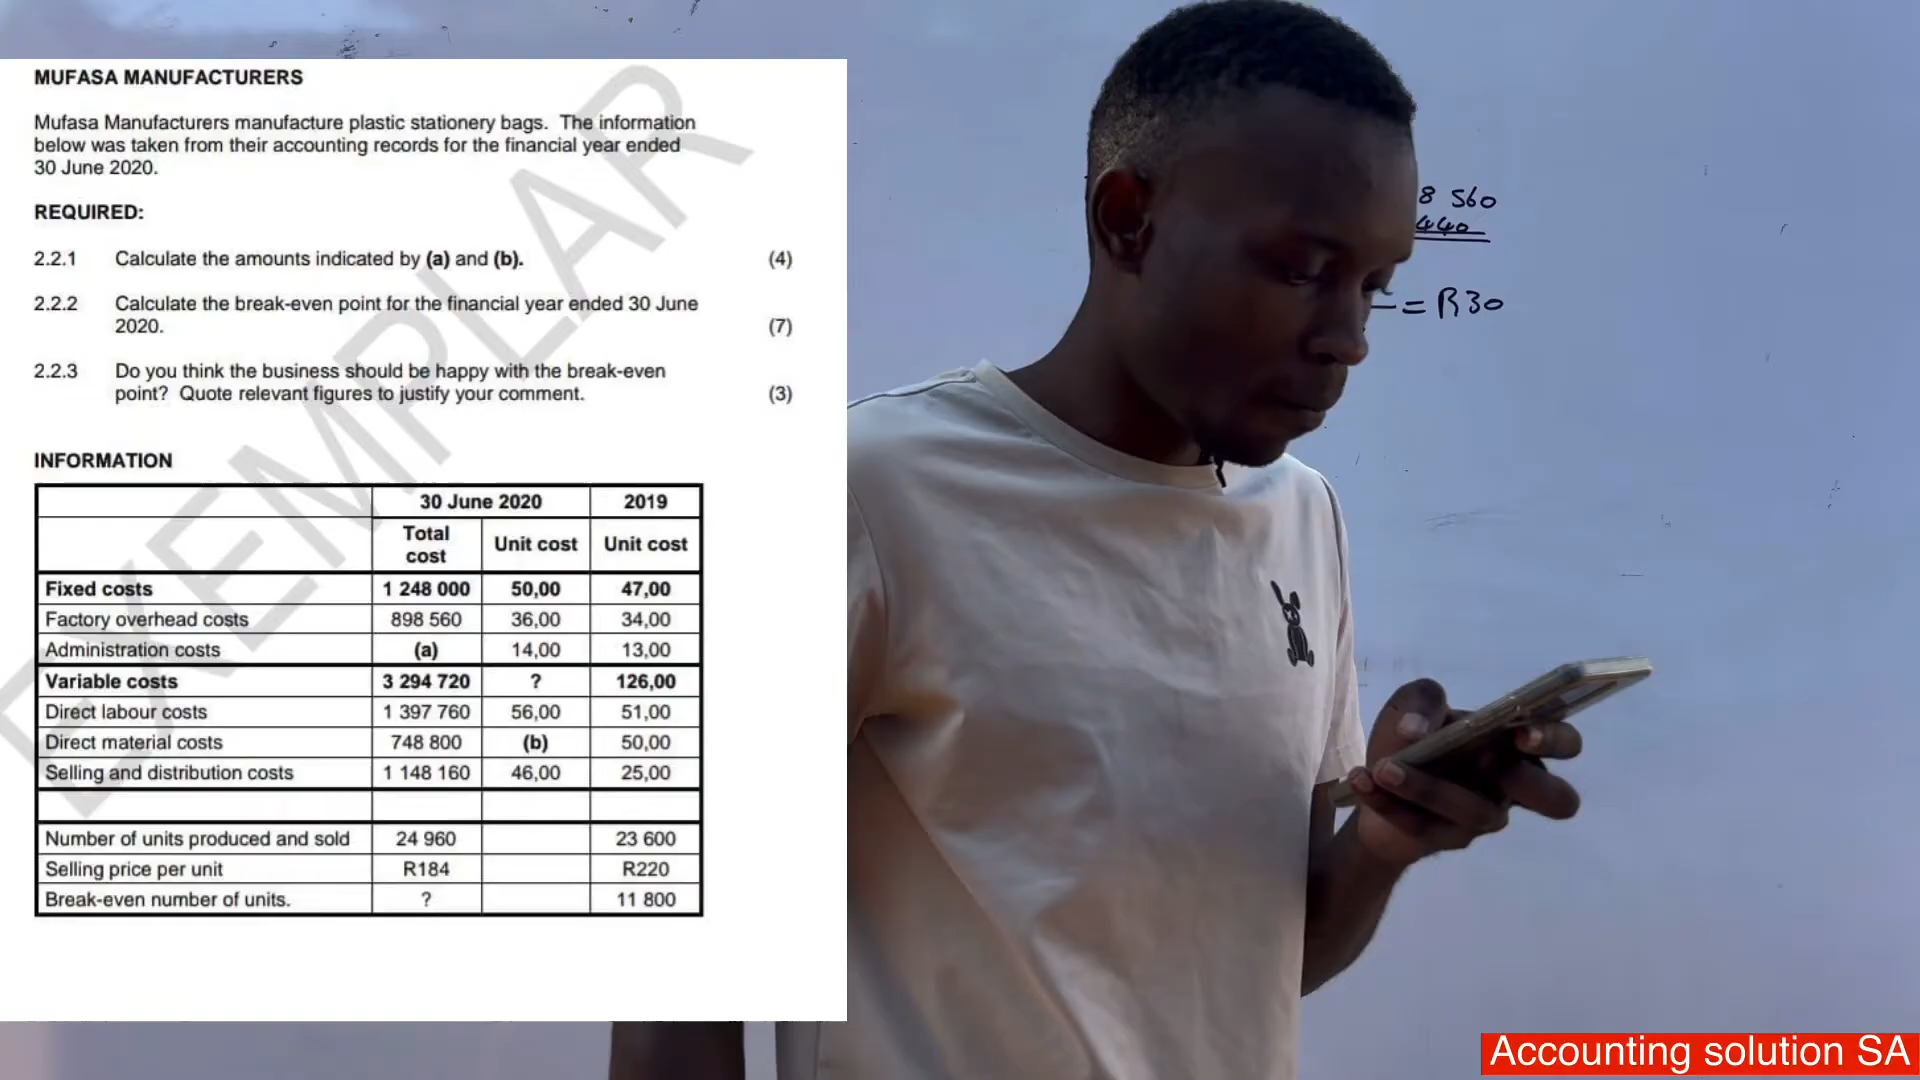 MUFASA MANUFACTURERS
Mufasa Manufacturers manufacture plastic stationery bags. The information
below was taken from their accounting records for the financial year ended
30 June 2020.
REQUIRED:
2.2.1 Calculate the amounts indicated by (a) and (b). (4)
2.2.2 Calculate the break-even point for the financial year ended 30 June
2020. (7)
2.2.3 Do you think the business should be happy with the break-even
point? Quote relevant figures to justify your comment. (3)
INFORMATION
30 June 2020 2019
Total cost Unit cost Unit cost
Fixed costs 1 248 000 50,00 47,00
Factory overhead costs 898 560 36,00 34,00
Administration costs (a) 14,00 13,00
Variable costs 3 294 720 ? 126,00
Direct labour costs 1 397 760 56,00 51,00
Direct material costs 748 800 (b) 50,00
Selling and distribution costs 1 148 160 46,00 25,00
Number of units produced and sold 24 960 23 600
Selling price per unit R184 R220
Break-even number of units. ? 11 800
EXEMPLAR
8 560
440
= R30
Accounting solution SA